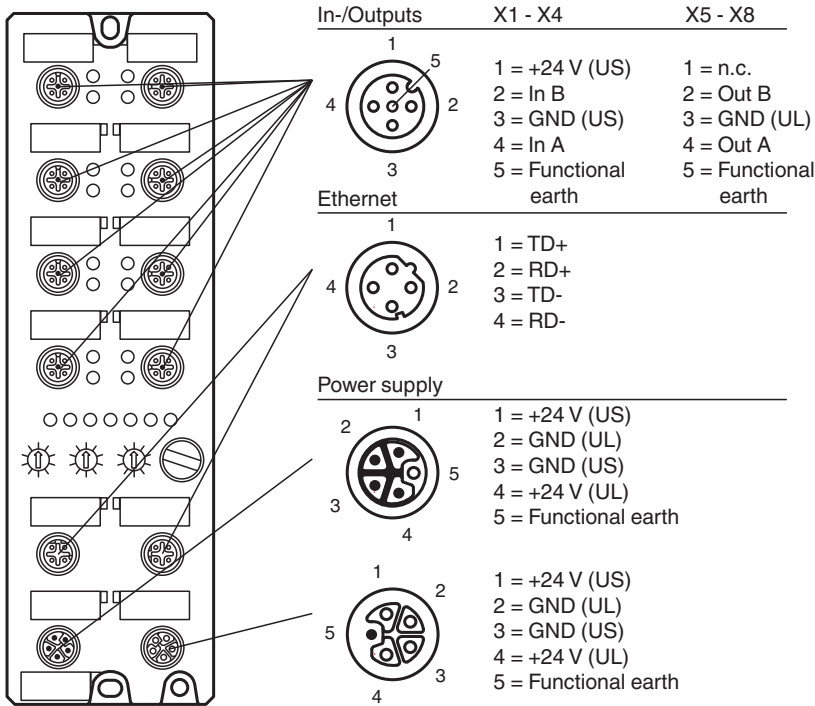 In-/Outputs X1 - X4 X5 - X8
1
5
4
2
3
1 = +24 V (US)
2 = In B
3 = GND (US)
4 = In A
5 = Functional
earth
1 = n.c.
2 = Out B
3 = GND (UL)
4 = Out A
5 = Functional
earth
Ethernet
1
4
2
3
1 = TD+
2 = RD+
3 = TD-
4 = RD-
Power supply
1
2
5
3
4
1 = +24 V (US)
2 = GND (UL)
3 = GND (US)
4 = +24 V (UL)
5 = Functional earth
1
2
5
3
4
1 = +24 V (US)
2 = GND (UL)
3 = GND (US)
4 = +24 V (UL)
5 = Functional earth